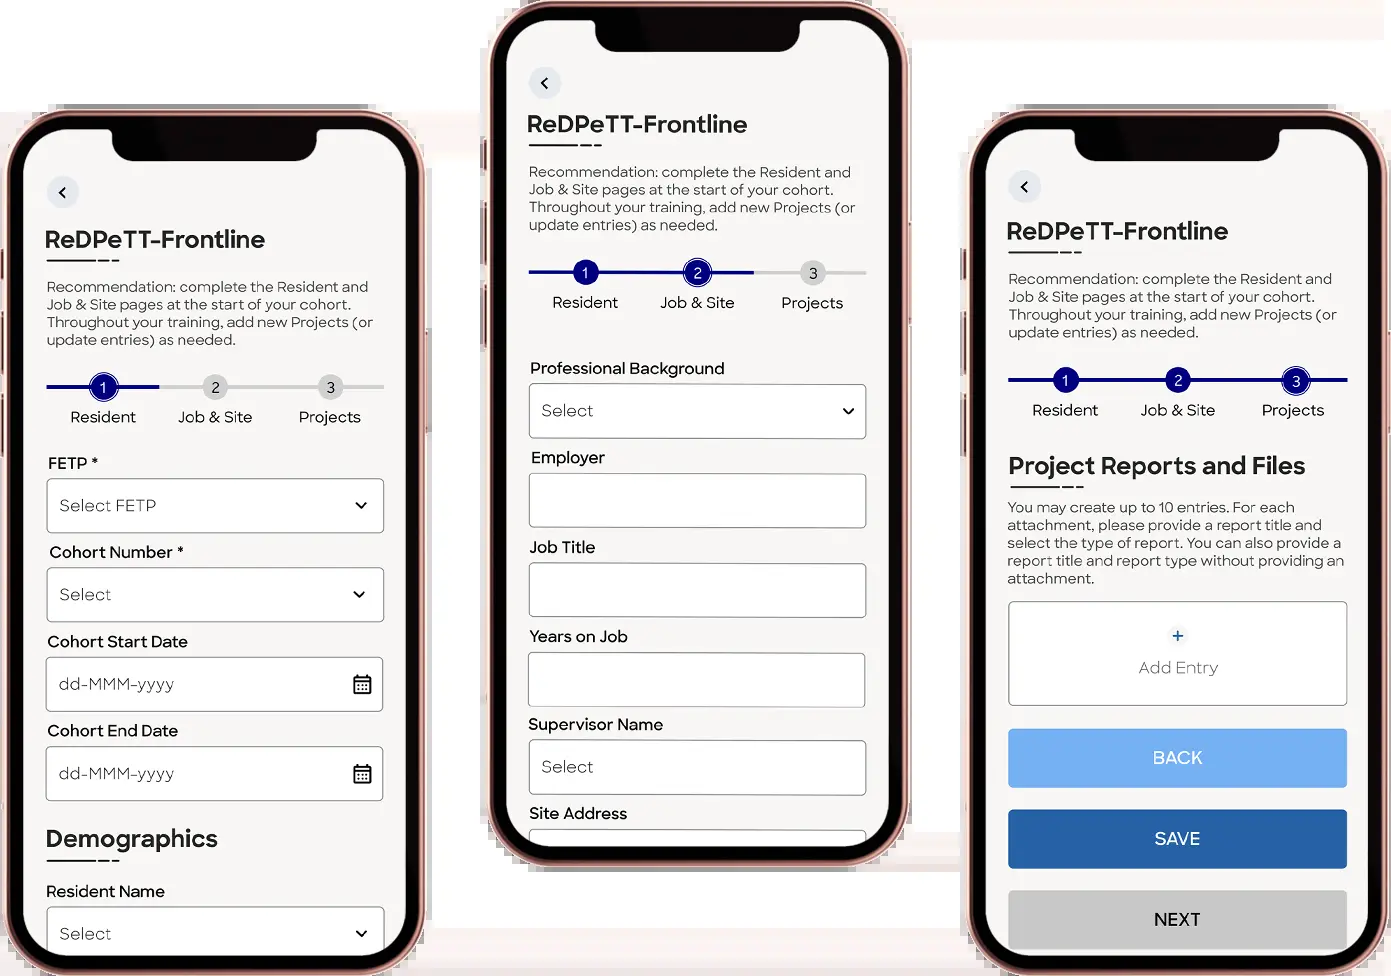 ReDPeTT-Frontline
Recommendation: complete the Resident and
Job & Site pages at the start of your cohort.
Throughout your training, add new Projects (or
update entries) as needed.
1
2
3
Resident
Job & Site
Projects
FETP *
Select FETP
Cohort Number *
Select
Cohort Start Date
dd-MMM-yyyy
Cohort End Date
dd-MMM-yyyy
Demographics
Resident Name
Select
ReDPeTT-Frontline
Recommendation: complete the Resident and
Job & Site pages at the start of your cohort.
Throughout your training, add new Projects (or
update entries) as needed.
1
2
3
Resident
Job & Site
Projects
Professional Background
Select
Employer
Job Title
Years on Job
Supervisor Name
Select
Site Address
ReDPeTT-Frontline
Recommendation: complete the Resident and
Job & Site pages at the start of your cohort.
Throughout your training, add new Projects (or
update entries) as needed.
1
2
3
Resident
Job & Site
Projects
Project Reports and Files
You may create up to 10 entries. For each
attachment, please provide a report title and
select the type of report. You can also provide a
report title and report type without providing an
attachment.
+
Add Entry
BACK
SAVE
NEXT